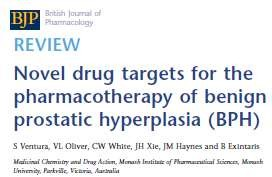 BJP
British Journal of
Pharmacology
REVIEW
Novel drug targets for the
pharmacotherapy of benign
prostatic hyperplasia (BPH)
S Ventura, VL Oliver, CW White, JH Xie, JM Haynes and B Exintaris
Medicinal Chemistry and Drug Action, Monash Institute of Pharmaceutical Sciences, Monash
University, Parkville, Victoria, Australia